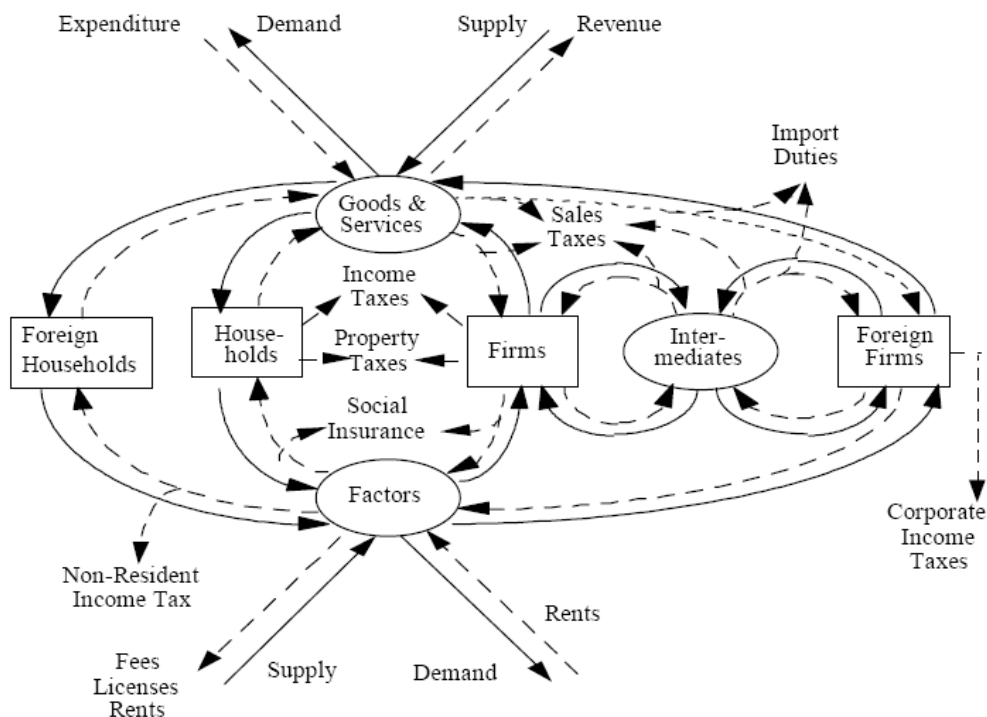 Expenditure
Demand
Supply
Revenue
Import
Duties
Goods &
Services
Sales
Taxes
Income
Taxes
Foreign
Households
House-
holds
Property
Taxes
Firms
Inter-
mediates
Foreign
Firms
Social
Insurance
Factors
Corporate
Income
Taxes
Non-Resident
Income Tax
Rents
Fees
Licenses
Rents
Supply
Demand